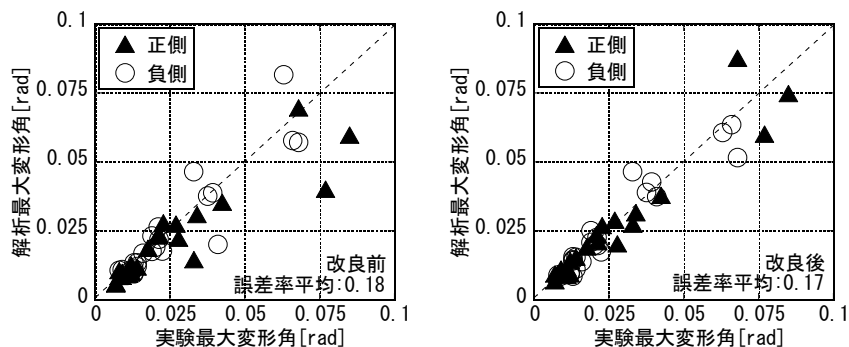 0.1
0.075
0.05
0.025
0
解析最大変形角[rad]
▲ 正側
○ 負側
改良前
誤差率平均:0.18
0
0.025
0.05
0.075
0.1
実験最大変形角[rad]
0.1
0.075
0.05
0.025
0
解析最大変形角[rad]
▲ 正側
○ 負側
改良後
誤差率平均:0.17
0
0.025
0.05
0.075
0.1
実験最大変形角[rad]